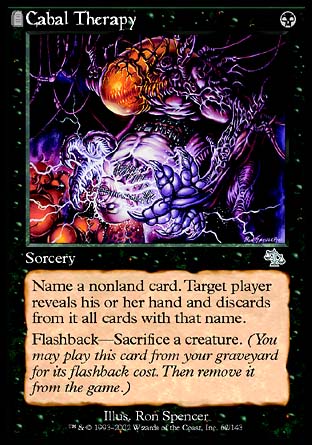 Cabal Therapy
Sorcery
Name a nonland card. Target player
reveals his or her hand and discards
from it all cards with that name.
Flashback—Sacrifice a creature. (You
may play this card from your graveyard
for its flashback cost. Then remove it
from the game.)
Illus. Ron Spencer
™ & © 1993–2002 Wizards of the Coast, Inc. 62/143